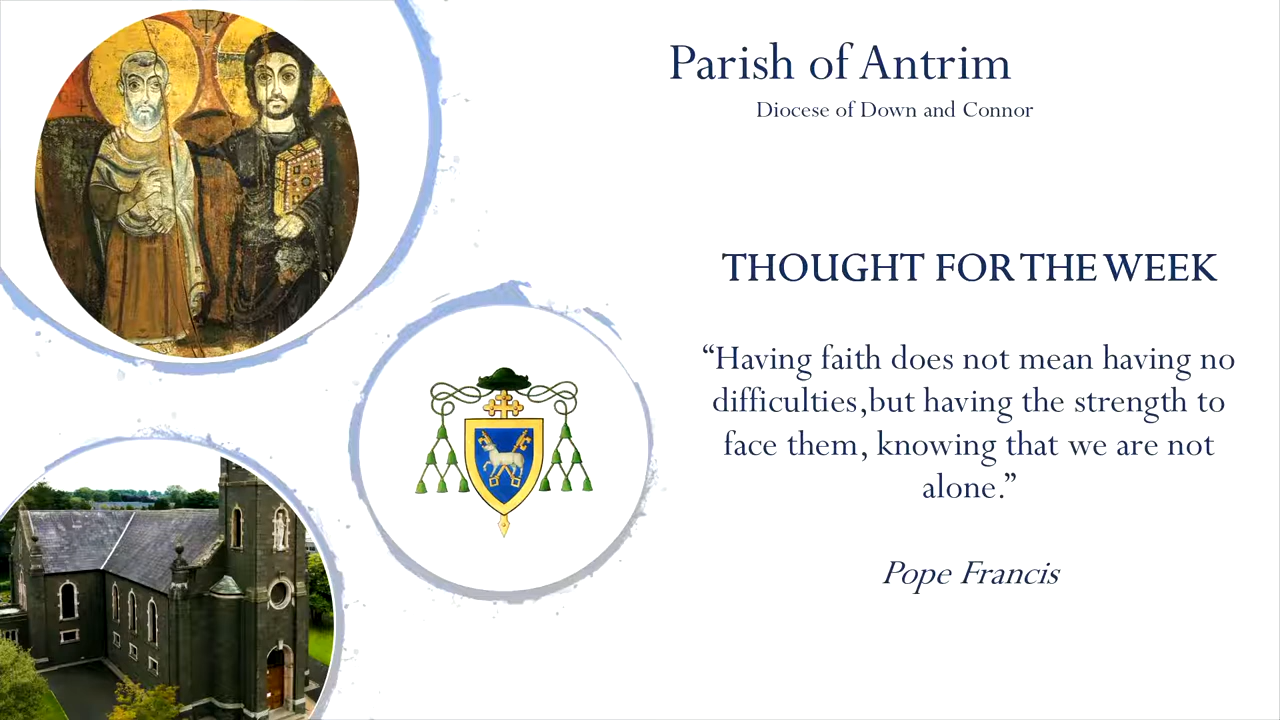 Parish of Antrim
Diocese of Down and Connor
THOUGHT FOR THE WEEK
“Having faith does not mean having no
difficulties,but having the strength to
face them, knowing that we are not
alone.”
Pope Francis